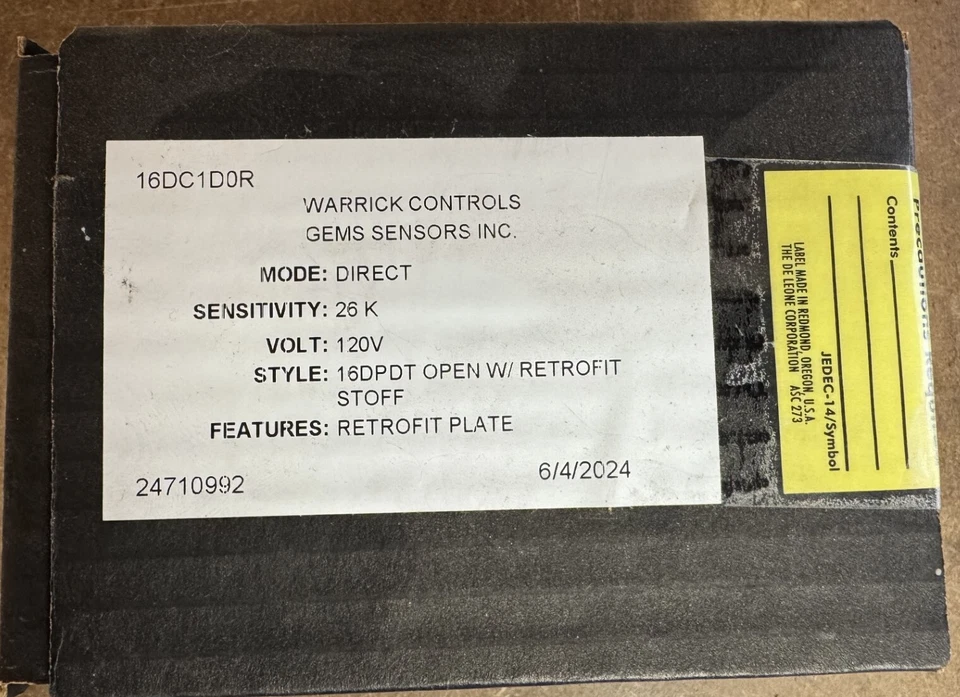 16DC1D0R
WARRICK CONTROLS
GEMS SENSORS INC.
MODE: DIRECT
SENSITIVITY: 26 K
VOLT: 120V
STYLE: 16DPDT OPEN W/ RETROFIT
STOFF
FEATURES: RETROFIT PLATE
24710992
6/4/2024
Precautions
Contents
JEDEC-14/Symbol
LABEL MADE IN REDMOND, OREGON, U.S.A.
THE DE LEONE CORPORATION ASC 273